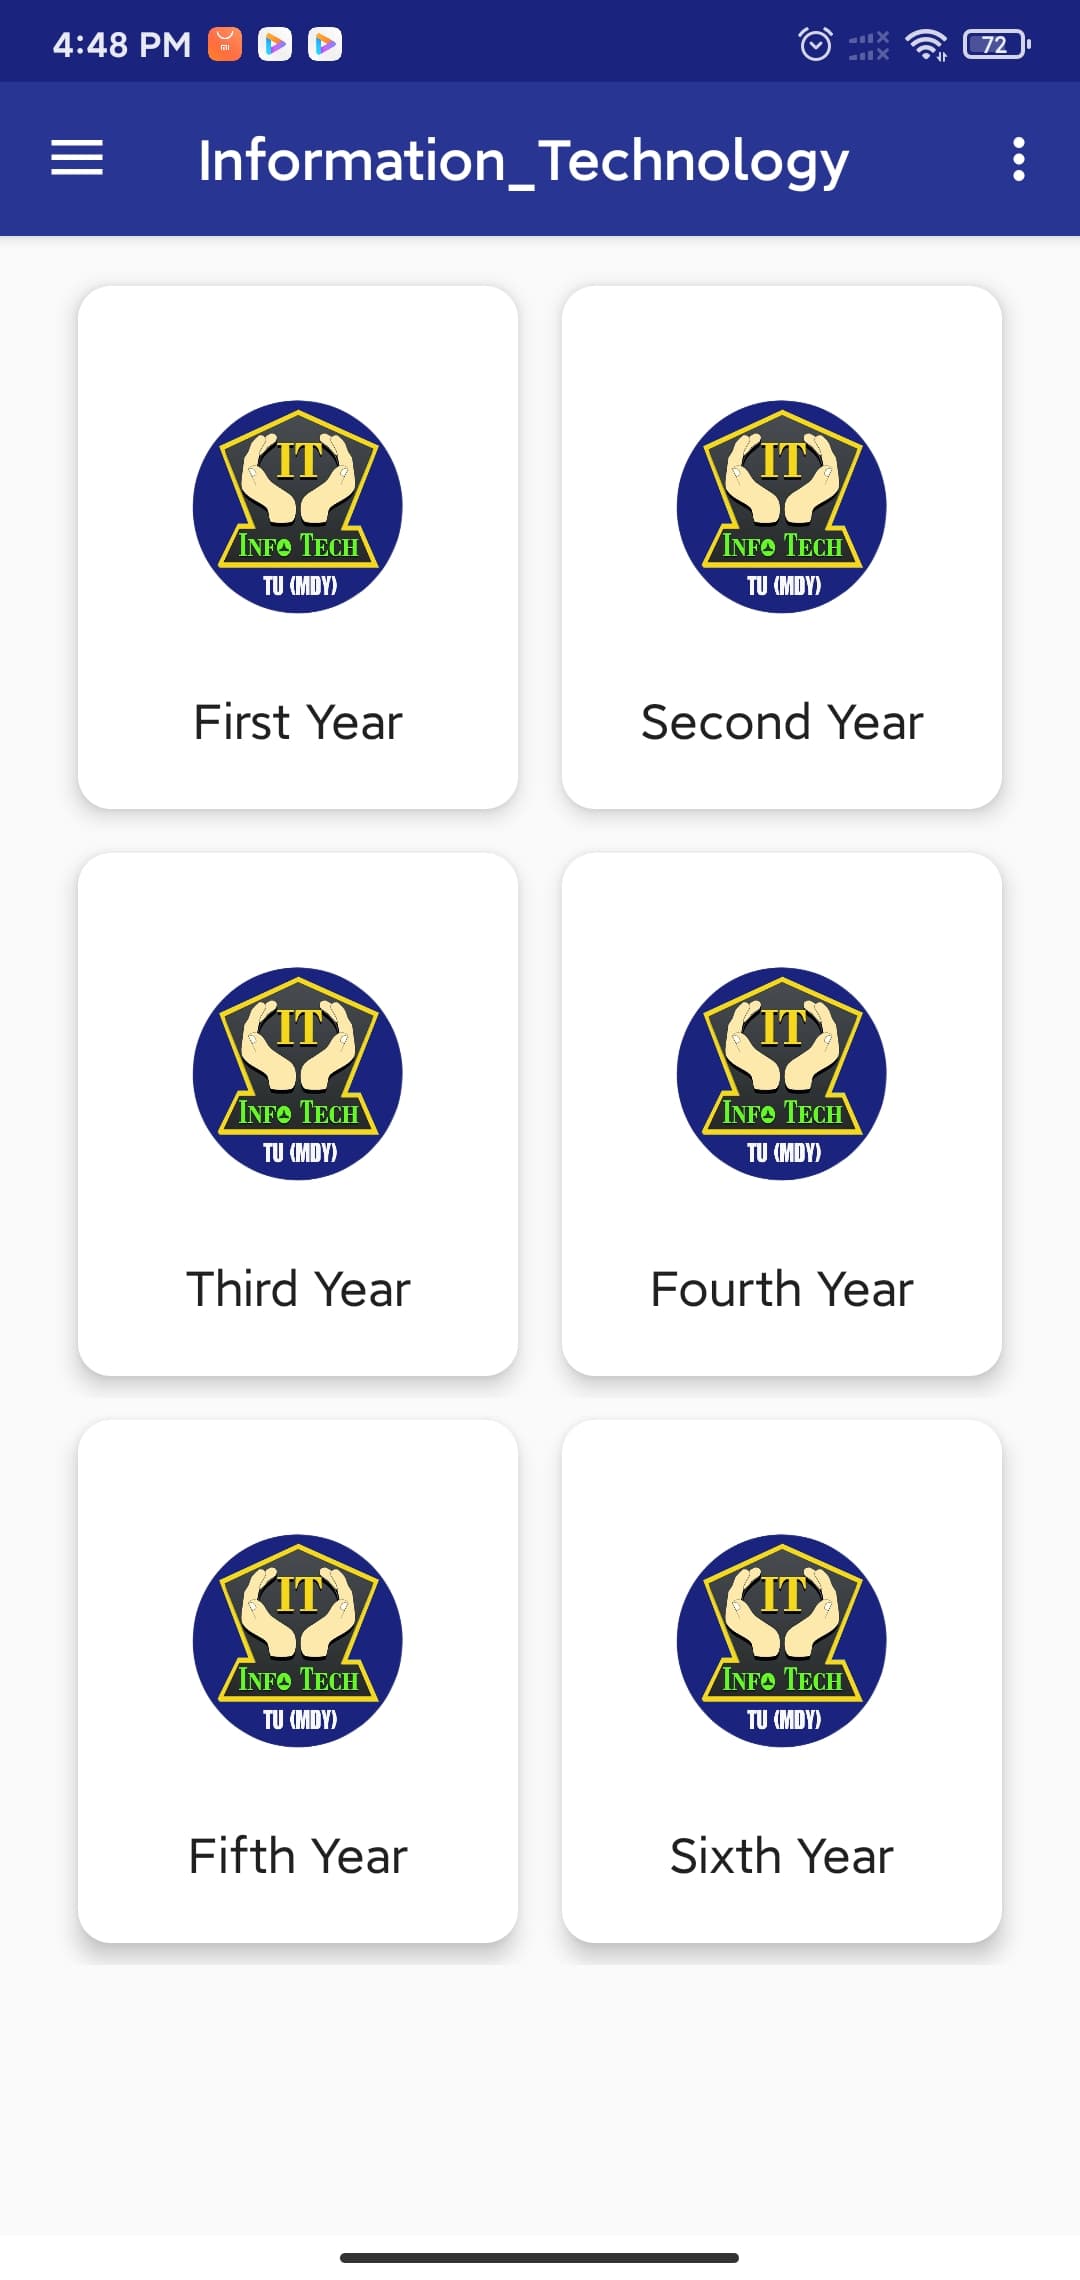 4:48 PM
72
Information_Technology
IT
INFO TECH
TU (MDY)
First Year
IT
INFO TECH
TU (MDY)
Second Year
IT
INFO TECH
TU (MDY)
Third Year
IT
INFO TECH
TU (MDY)
Fourth Year
IT
INFO TECH
TU (MDY)
Fifth Year
IT
INFO TECH
TU (MDY)
Sixth Year